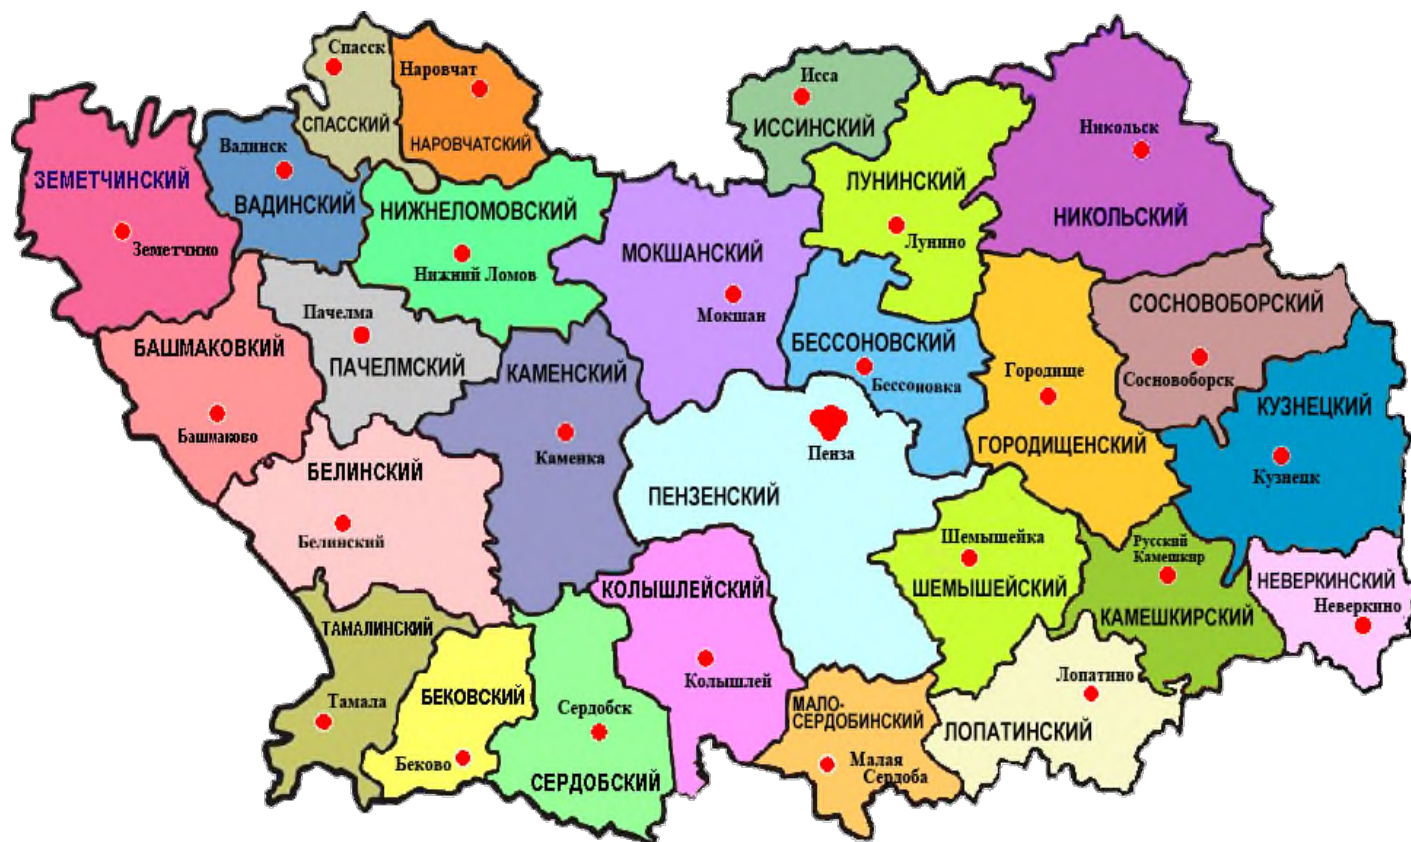 Спасск
Наровчат
СПАССКИЙ
НАРОВЧАТСКИЙ
Исса
ИССИНСКИЙ
Никольск
НИКОЛЬСКИЙ
Вадинск
ВАДИНСКИЙ
ЗЕМЕТЧИНСКИЙ
Земетчино
НИЖНЕЛОМОВСКИЙ
Нижний Ломов
ЛУНИНСКИЙ
Лунино
МОКШАНСКИЙ
Мокшан
Пачелма
ПАЧЕЛМСКИЙ
БАШМАКОВКИЙ
Башмаково
КАМЕНСКИЙ
Каменка
БЕССОНОВСКИЙ
Бессоновка
Городище
ГОРОДИЩЕНСКИЙ
СОСНОВОБОРСКИЙ
Сосновоборск
КУЗНЕЦКИЙ
Кузнецк
БЕЛИНСКИЙ
Белинский
Пенза
ПЕНЗЕНСКИЙ
Шемышейка
ШЕМЫШЕЙСКИЙ
Русский
Камешкир
КАМЕШКИРСКИЙ
НЕВЕРКИНСКИЙ
Неверкино
ТАМАЛИНСКИЙ
Тамала
БЕКОВСКИЙ
Беково
Сердобск
СЕРДОБСКИЙ
КОЛЫШЛЕЙСКИЙ
Колышлей
МАЛО-
СЕРДОБИНСКИЙ
Малая
Сердоба
Лопатино
ЛОПАТИНСКИЙ